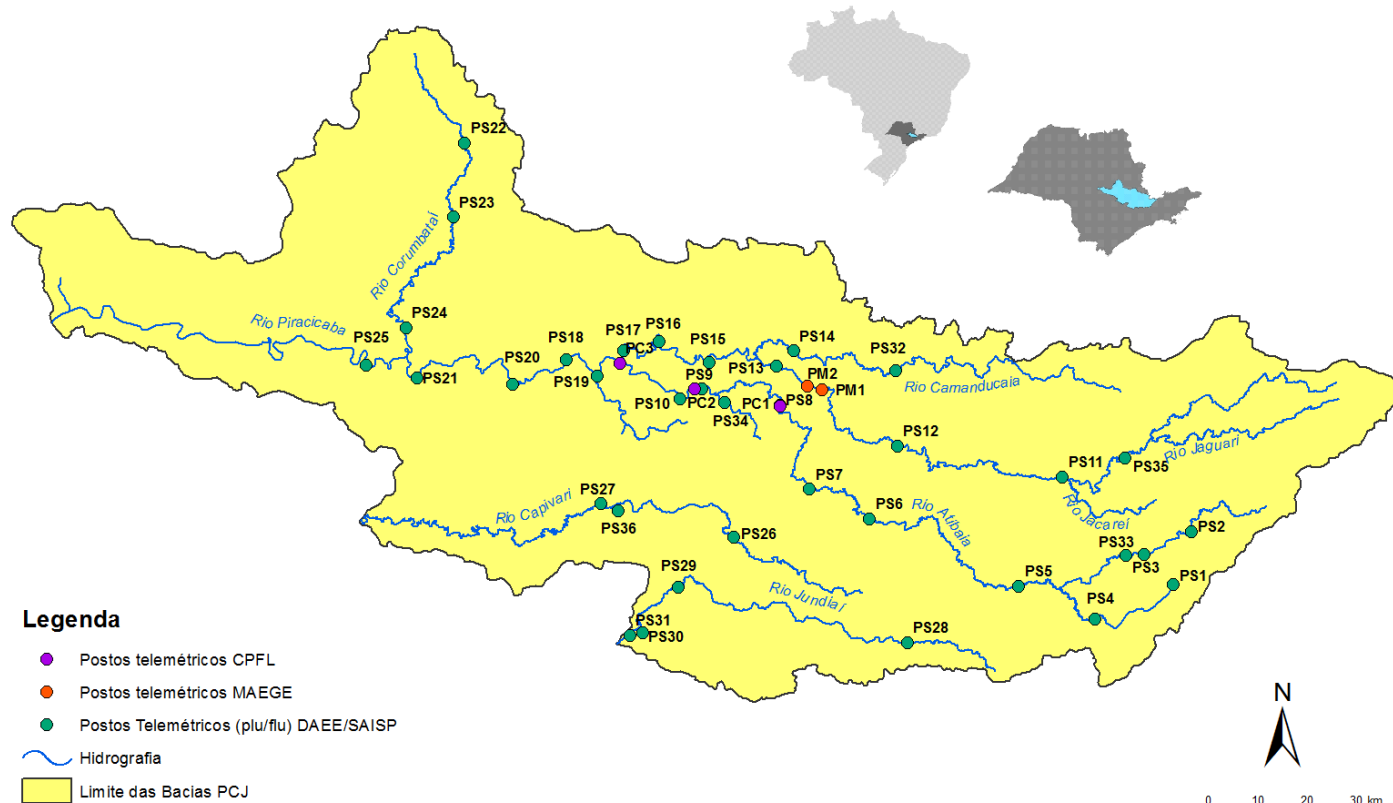 PS22
PS23
Rio Corumbataí
PS24
Rio Piracicaba
PS25
PS21
PS20
PS18
PS17
PC3
PS16
PS19
PS15
PS14
PS13
PS32
Rio Camanducaia
PM2
PM1
PS9
PS10
PC2
PS34
PC1
PS8
PS12
PS11
PS35
Rio Jaguari
Rio Jacareí
PS7
PS6
Rio Atibaia
PS2
PS33
PS3
PS1
PS5
PS4
PS27
Rio Capivari
PS36
PS26
PS29
Rio Jundiaí
PS31
PS30
PS28
Legenda
Postos telemétricos CPFL
Postos telemétricos MAEGE
Postos Telemétricos (plu/flu) DAEE/SAISP
Hidrografia
Limite das Bacias PCJ
N
0 10 20 30 km